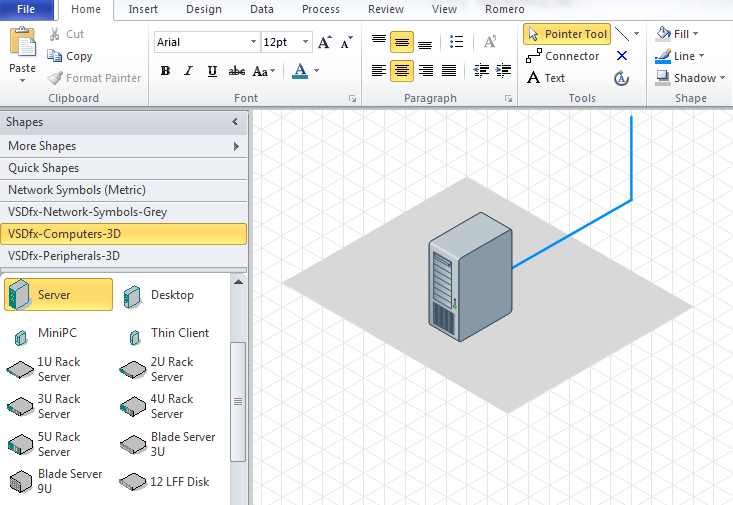 File Home Insert Design Data Process Review View Romero
Cut
Copy
Format Painter
Paste
Clipboard
Arial 12pt A A
B I U abc Aa A
Font
A
Paragraph
Pointer Tool
Connector
A Text
Tools
Fill
Line
Shadow
Shape
Shapes
More Shapes
Quick Shapes
Network Symbols (Metric)
VSDfx-Network-Symbols-Grey
VSDfx-Computers-3D
VSDfx-Peripherals-3D
Server Desktop
MiniPC Thin Client
1U Rack
Server
2U Rack
Server
3U Rack
Server
4U Rack
Server
5U Rack
Server
Blade Server
3U
Blade Server
9U
12 LFF Disk